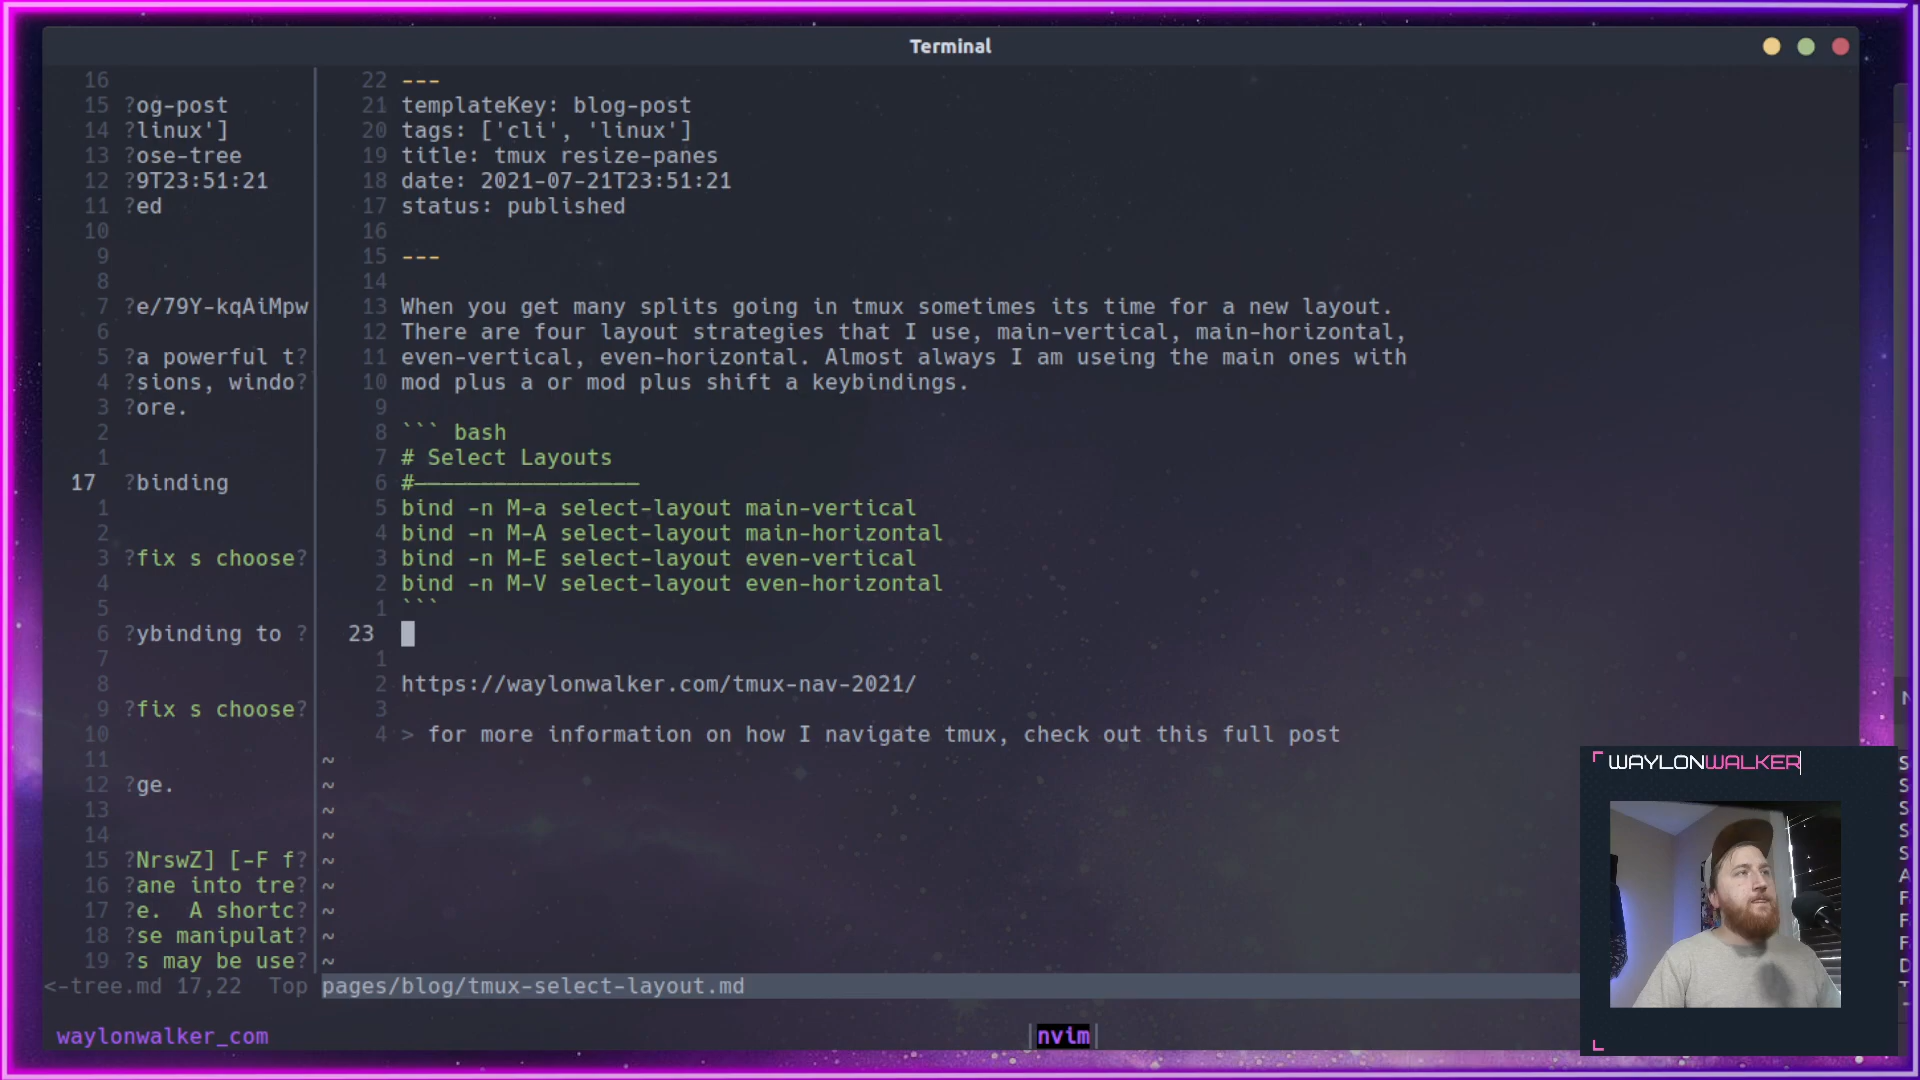 Terminal
16
15 ?og-post
14 ?linux']
13 ?ose-tree
12 ?9T23:51:21
11 ?ed
10
9
8
7 ?e/79Y-kqAiMpw
6
5 ?a powerful t?
4 ?sions, windo?
3 ?ore.
2
1
17 ?binding
1
2
3 ?fix s choose?
4
5
6 ?ybinding to ?
7
8
9 ?fix s choose?
10
11
12 ?ge.
13
14
15 ?NrswZ] [-F f?
16 ?ane into tre?
17 ?e.  A shortc?
18 ?se manipulat?
19 ?s may be use?
<-tree.md 17,22  Top
22 ---
21 templateKey: blog-post
20 tags: ['cli', 'linux']
19 title: tmux resize-panes
18 date: 2021-07-21T23:51:21
17 status: published
16
15 ---
14
13 When you get many splits going in tmux sometimes its time for a new layout.
12 There are four layout strategies that I use, main-vertical, main-horizontal,
11 even-vertical, even-horizontal. Almost always I am useing the main ones with
10 mod plus a or mod plus shift a keybindings.
9
8 ``` bash
7 # Select Layouts
6 #─────────────────
5 bind -n M-a select-layout main-vertical
4 bind -n M-A select-layout main-horizontal
3 bind -n M-E select-layout even-vertical
2 bind -n M-V select-layout even-horizontal
1 ```
23
1
2 https://waylonwalker.com/tmux-nav-2021/
3
4 > for more information on how I navigate tmux, check out this full post
~
~
~
~
~
~
~
~
~
pages/blog/tmux-select-layout.md
waylonwalker_com
|nvim|
WAYLONWALKER